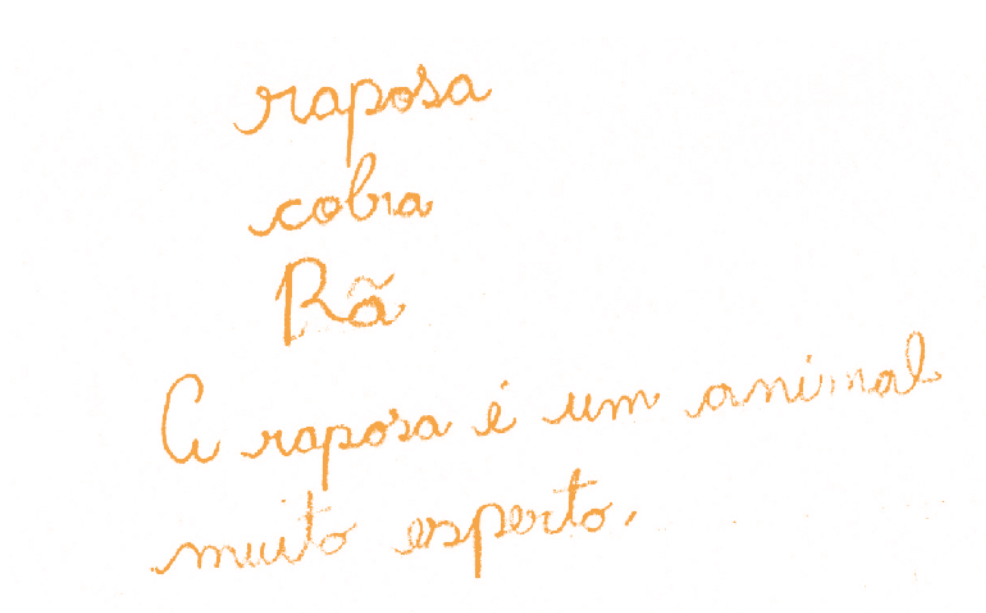 raposa
cobra
Rã
A raposa é um animal
muito esperto.